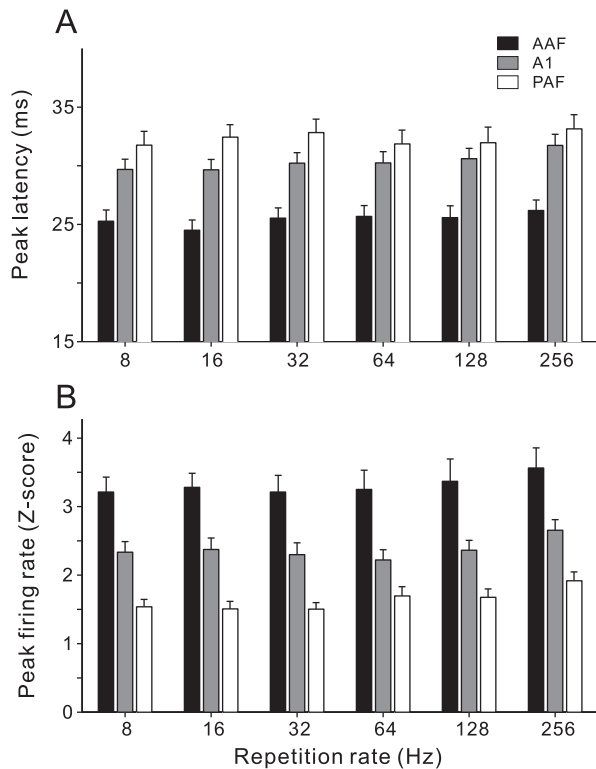 A
AAF
A1
PAF
Peak latency (ms)
35
25
15
8 16 32 64 128 256
B
Peak firing rate (Z-score)
4
3
2
1
0
8 16 32 64 128 256
Repetition rate (Hz)